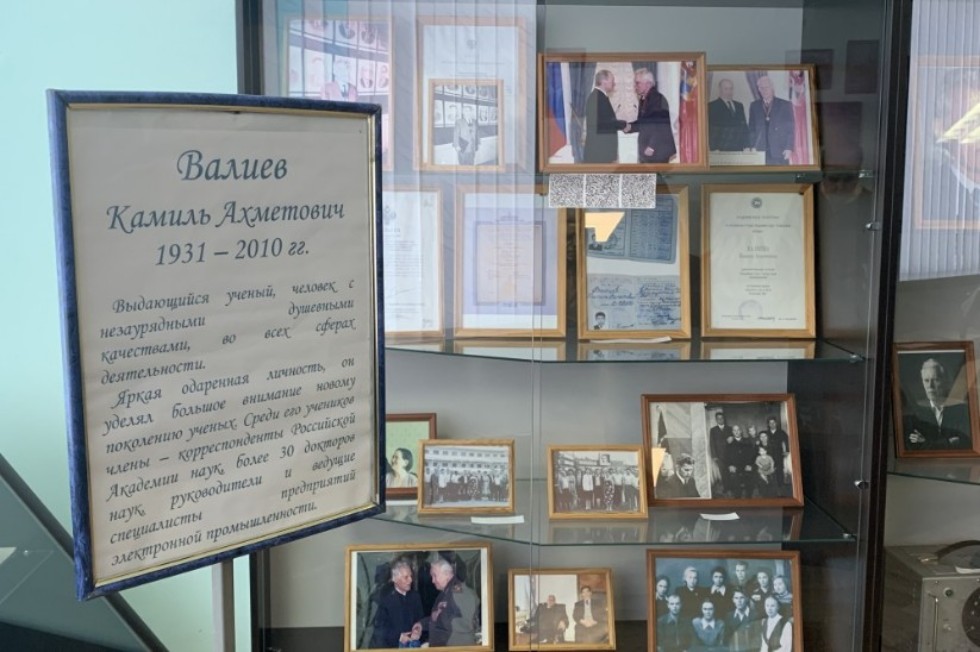 Валиев
Камиль Ахметович
1931 – 2010 гг.
Выдающийся ученый, человек с
незаурядными душевными
качествами, во всех сферах
деятельности.
Яркая одаренная личность, он
уделял большое внимание новому
поколению ученых. Среди его учеников
члены – корреспонденты Российской
Академии наук, более 30 докторов
наук, руководители и ведущие
специалисты предприятий
электронной промышленности.